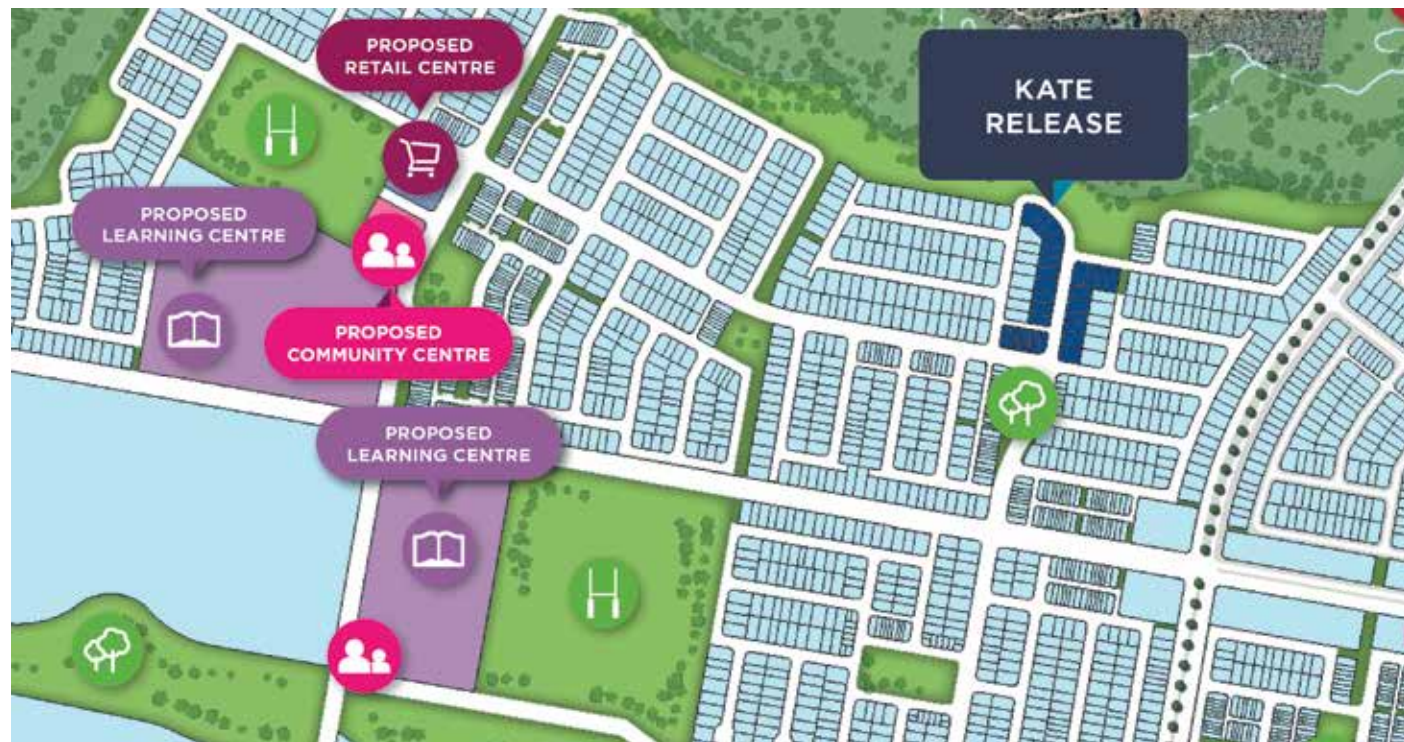 PROPOSED
RETAIL CENTRE
KATE
RELEASE
PROPOSED
LEARNING CENTRE
PROPOSED
COMMUNITY CENTRE
PROPOSED
LEARNING CENTRE